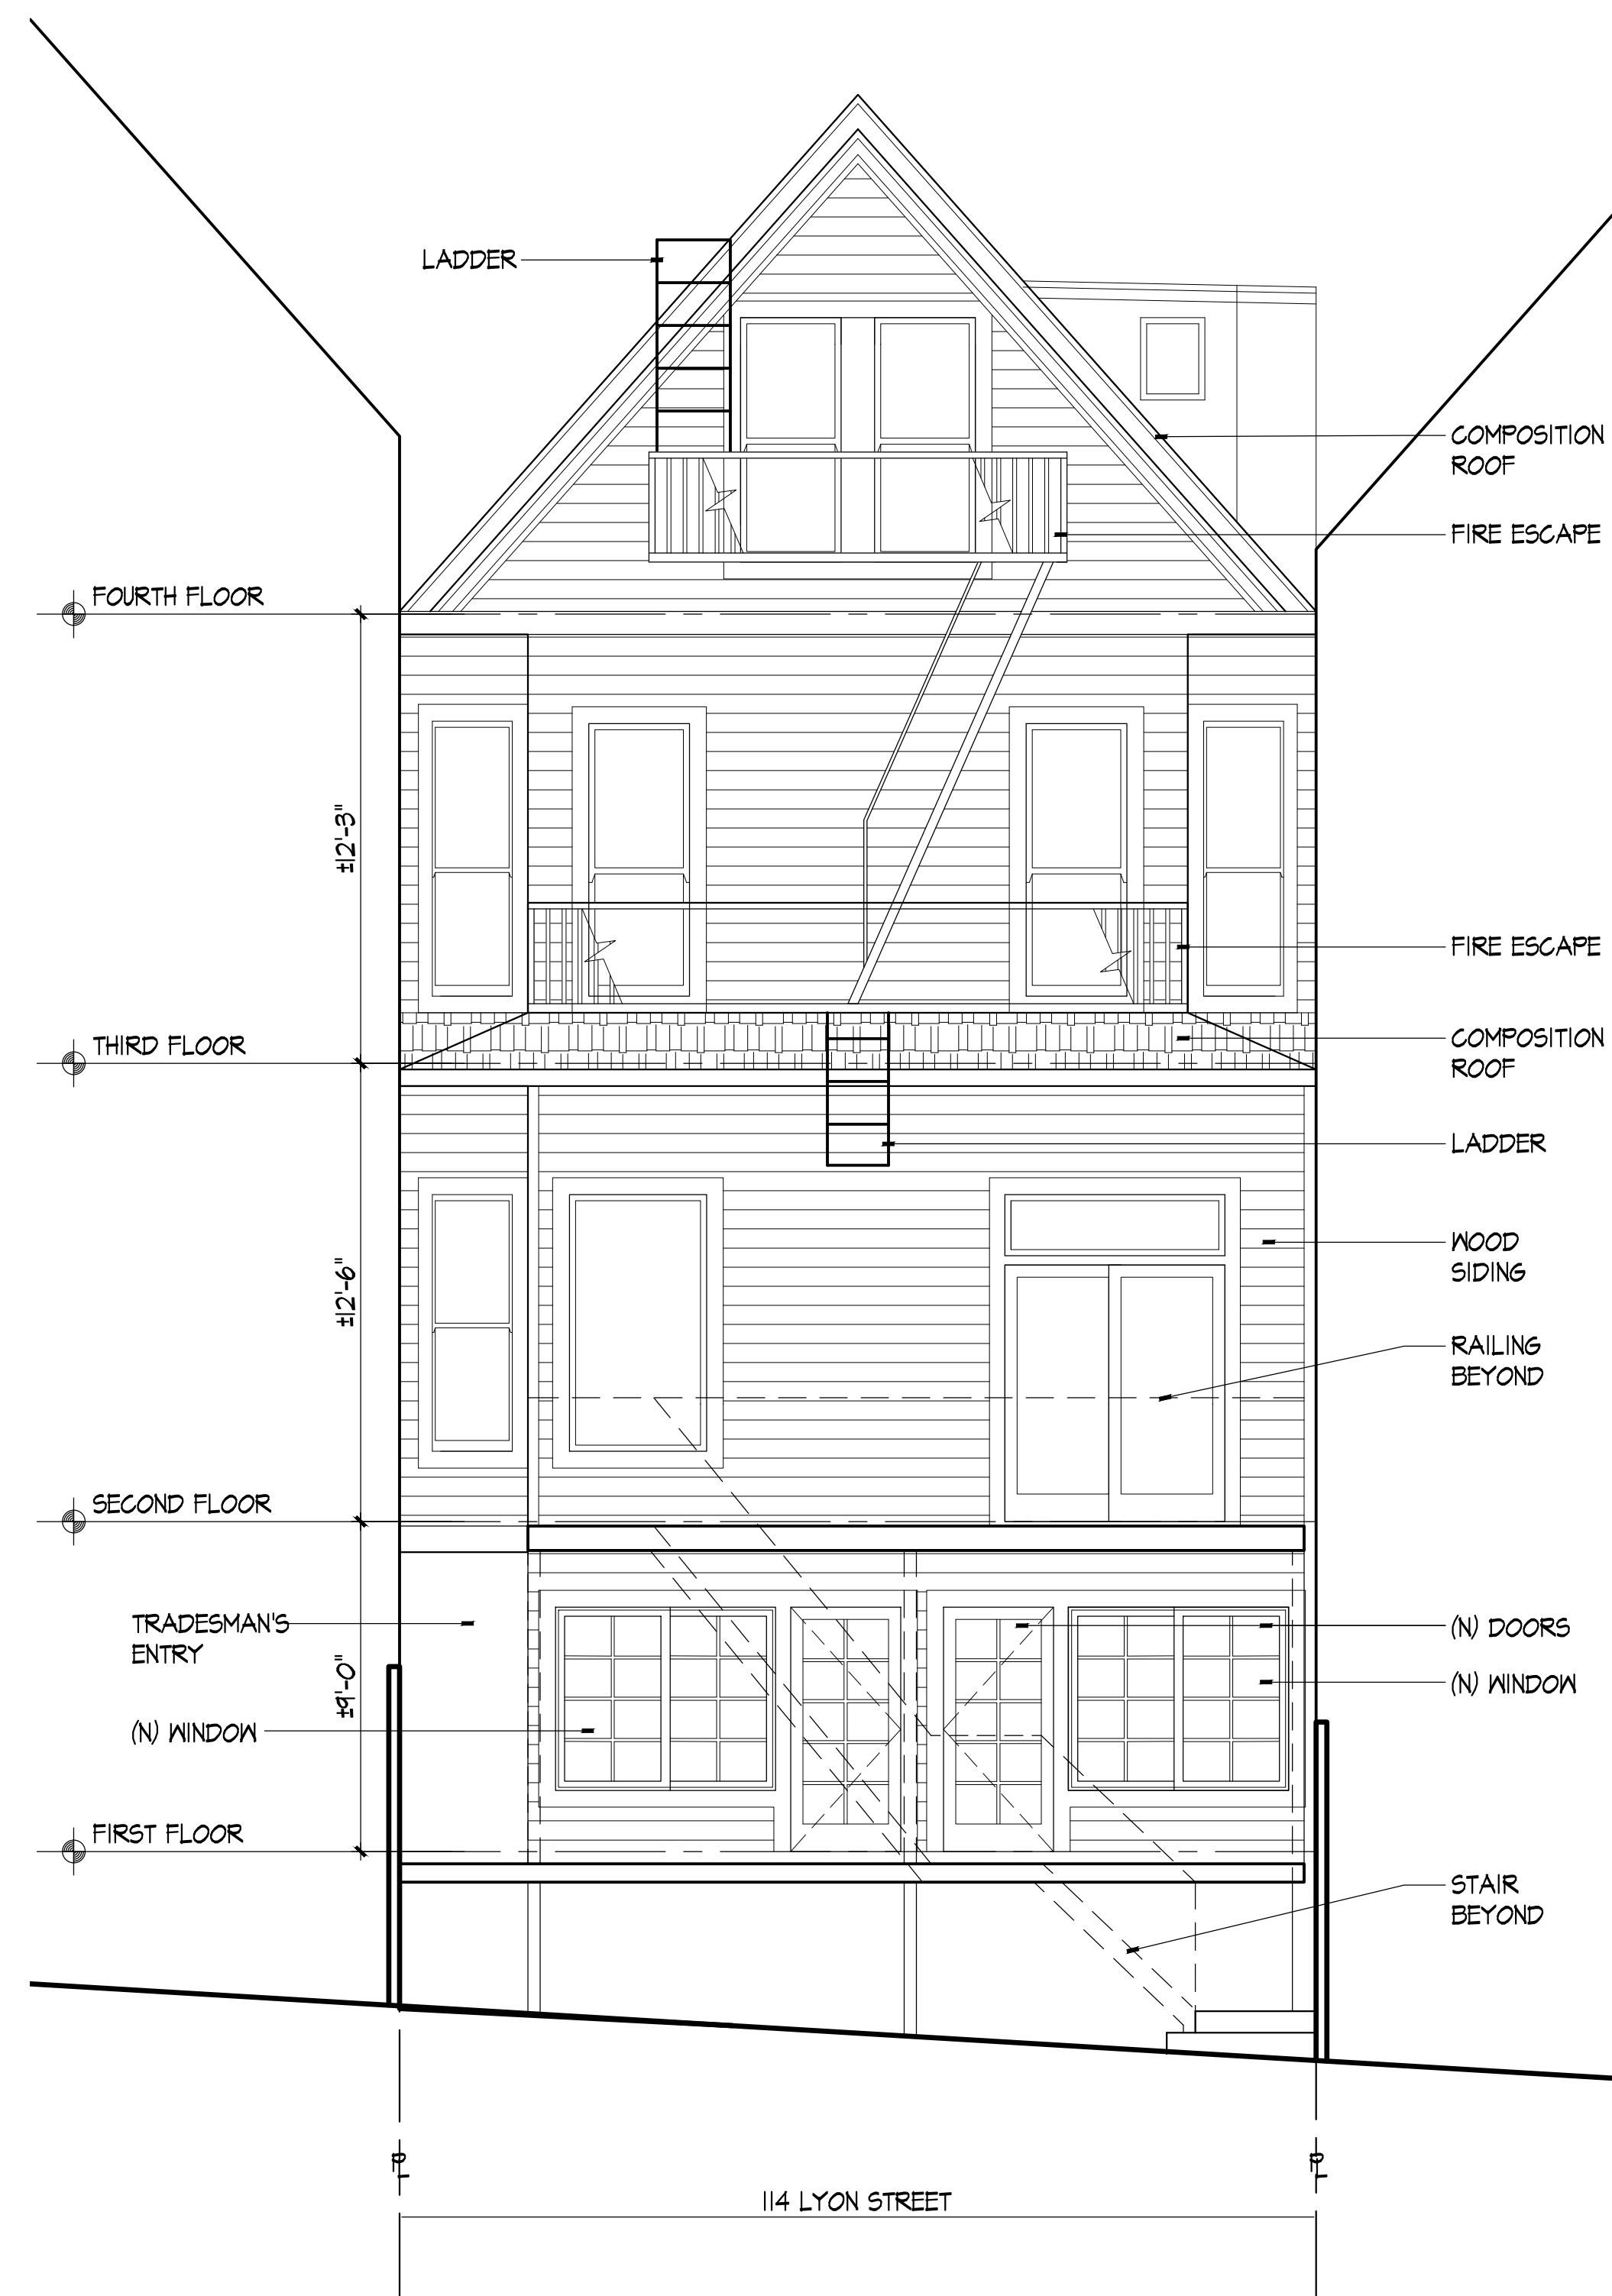 LADDER
COMPOSITION
ROOF
FIRE ESCAPE
FOURTH FLOOR
±12'-3"
FIRE ESCAPE
THIRD FLOOR
COMPOSITION
ROOF
LADDER
WOOD
SIDING
±12'-6"
RAILING
BEYOND
SECOND FLOOR
TRADESMAN'S
ENTRY
(N) DOORS
±9'-0"
(N) WINDOW
(N) WINDOW
FIRST FLOOR
STAIR
BEYOND
PL
PL
114 LYON STREET